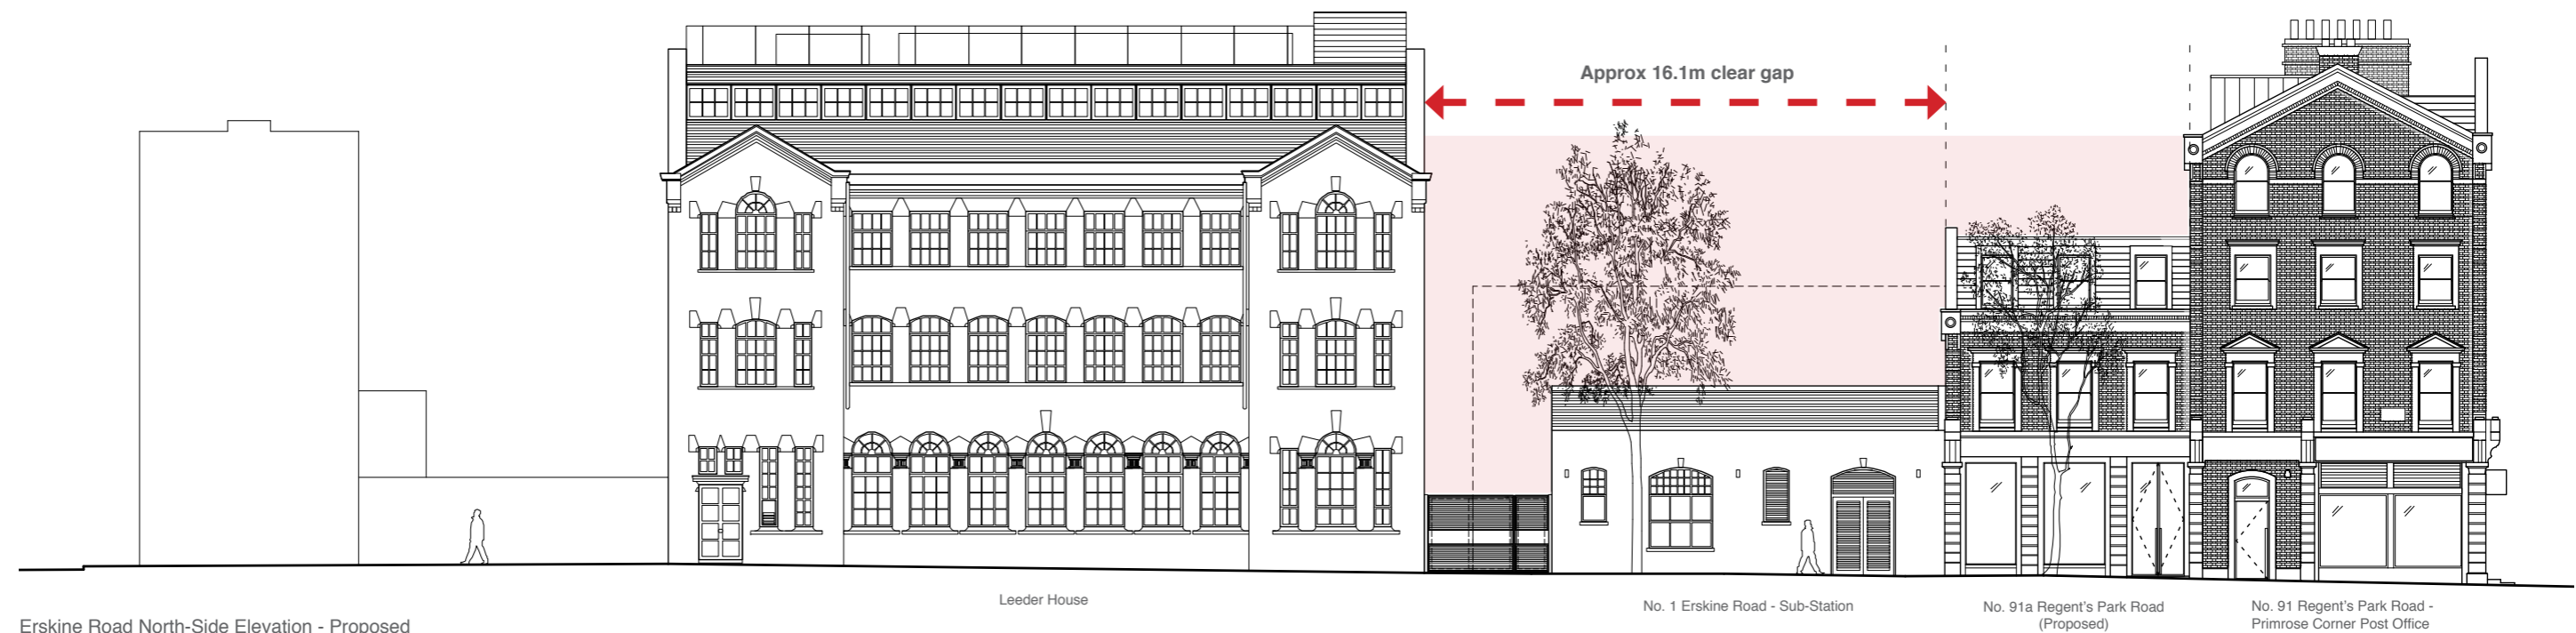 Approx 16.1m clear gap
Leeder House
No. 1 Erskine Road - Sub-Station
No. 91a Regent's Park Road
(Proposed)
No. 91 Regent's Park Road -
Primrose Corner Post Office
Erskine Road North-Side Elevation - Proposed